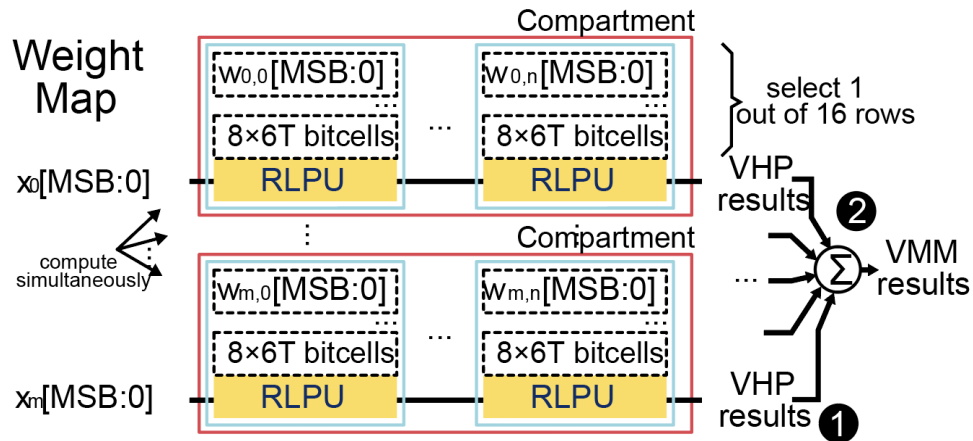 Compartment
Weight
Map
w0,0[MSB:0]
w0,n[MSB:0]
...
...
select 1
out of 16 rows
8×6T bitcells
...
8×6T bitcells
x0[MSB:0]
RLPU
RLPU
VHP
results
2
compute
simultaneously
...
...
...
Compartment
wm,0[MSB:0]
wm,n[MSB:0]
...
...
...
Σ
VMM
results
8×6T bitcells
...
8×6T bitcells
xm[MSB:0]
RLPU
RLPU
VHP
results
1